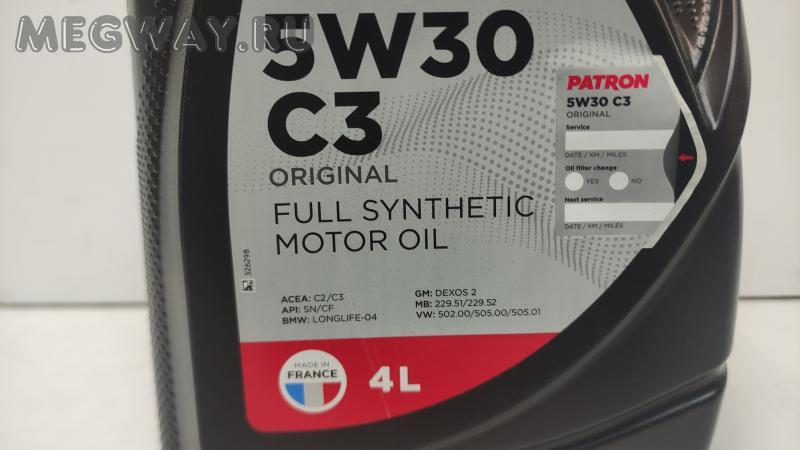 MEGWAY.RU
5W30
C3
ORIGINAL
FULL SYNTHETIC
MOTOR OIL
326298
ACEA: C2/C3
API: SN/CF
BMW: LONGLIFE-04
GM: DEXOS 2
MB: 229.51/229.52
VW: 502.00/505.00/505.01
MADE IN
FRANCE
4L
PATRON
5W30 C3
ORIGINAL
Service
DATE / KM / MILES
Oil filter change
YES NO
Next service
DATE / KM / MILES